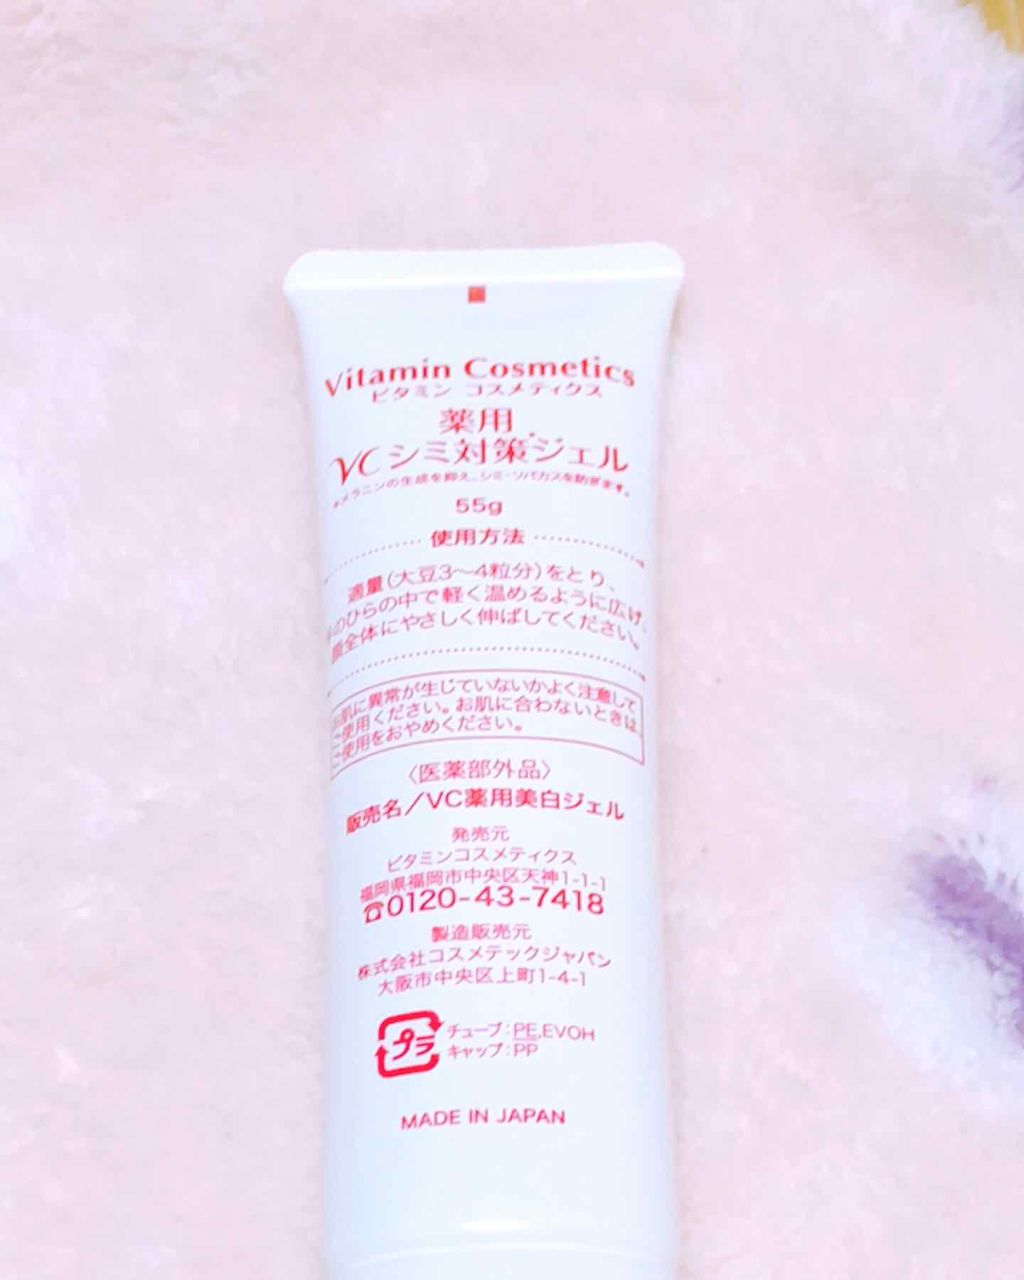 Vitamin Cosmetics
ビタミン コスメティクス
薬用
VCシミ対策*ジェル
*メラニンの生成を抑え、シミ・ソバカスを防ぎます。
55g
使用方法
適量(大豆3〜4粒分)をとり、
のひらの中で軽く温めるように広げ、
顔全体にやさしく伸ばしてください。
お肌に異常が生じていないかよく注意して
ご使用ください。お肌に合わないときは、
ご使用をおやめください。
〈医薬部外品〉
販売名/VC薬用美白ジェル
発売元
ビタミンコスメティクス
福岡県福岡市中央区天神1-1-1
☎0120-43-7418
製造販売元
株式会社コスメテックジャパン
大阪市中央区上町1-4-1
プラ
チューブ:PE,EVOH
キャップ:PP
MADE IN JAPAN